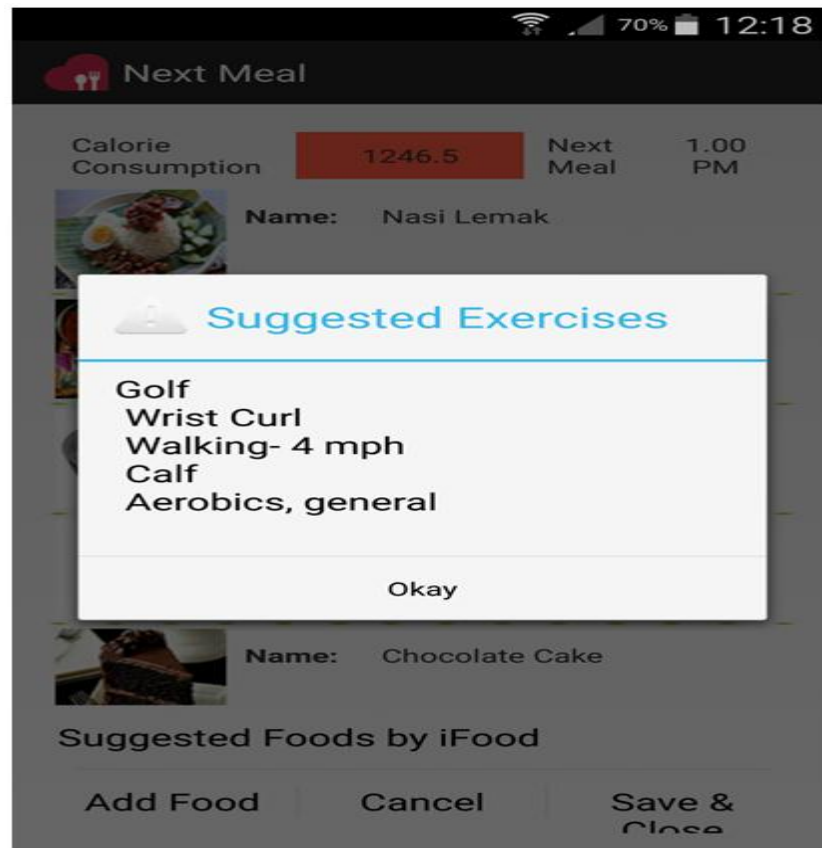 70% 12:18
Next Meal
Calorie Consumption 1246.5 Next Meal 1.00 PM
Name: Nasi Lemak
Suggested Exercises
Golf
Wrist Curl
Walking- 4 mph
Calf
Aerobics, general
Okay
Name: Chocolate Cake
Suggested Foods by iFood
Add Food Cancel Save & Close